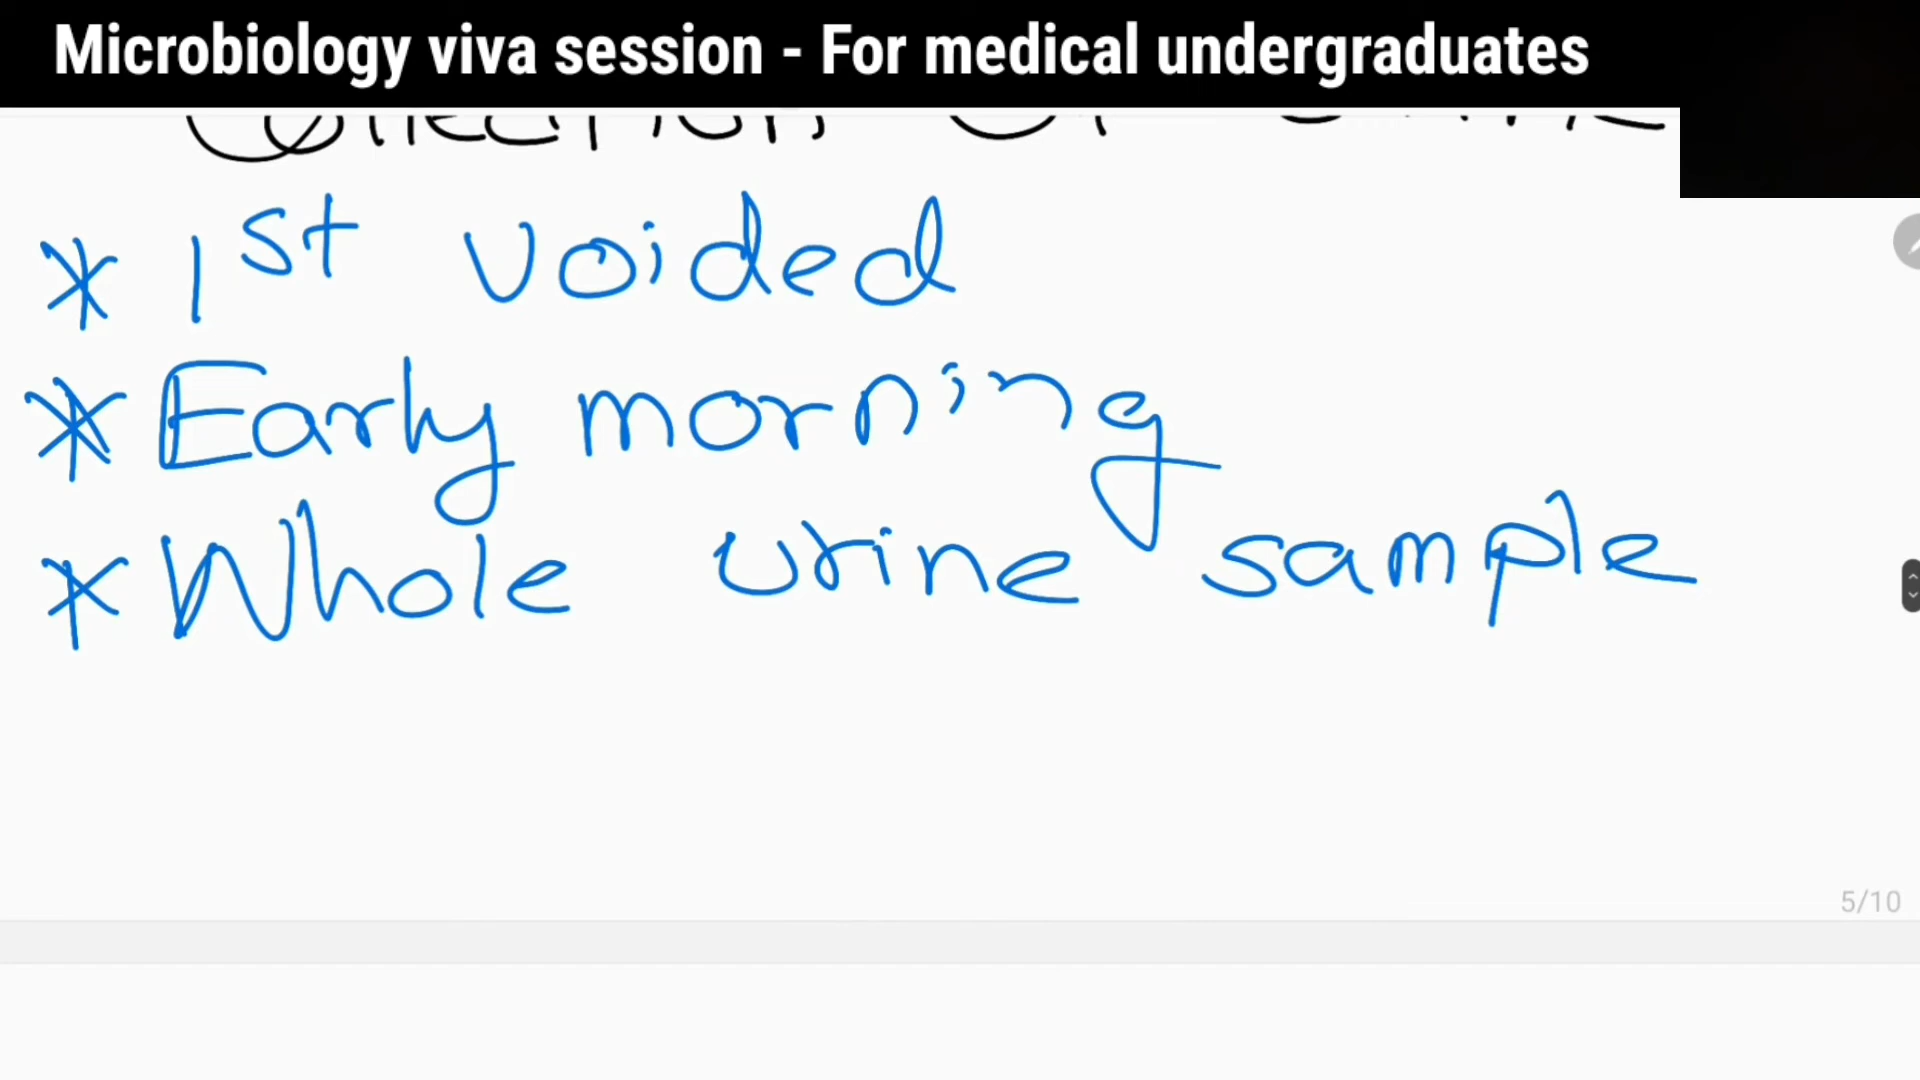 Microbiology viva session - For medical undergraduates
* 1st voided
* Early morning
* Whole urine sample
5/10